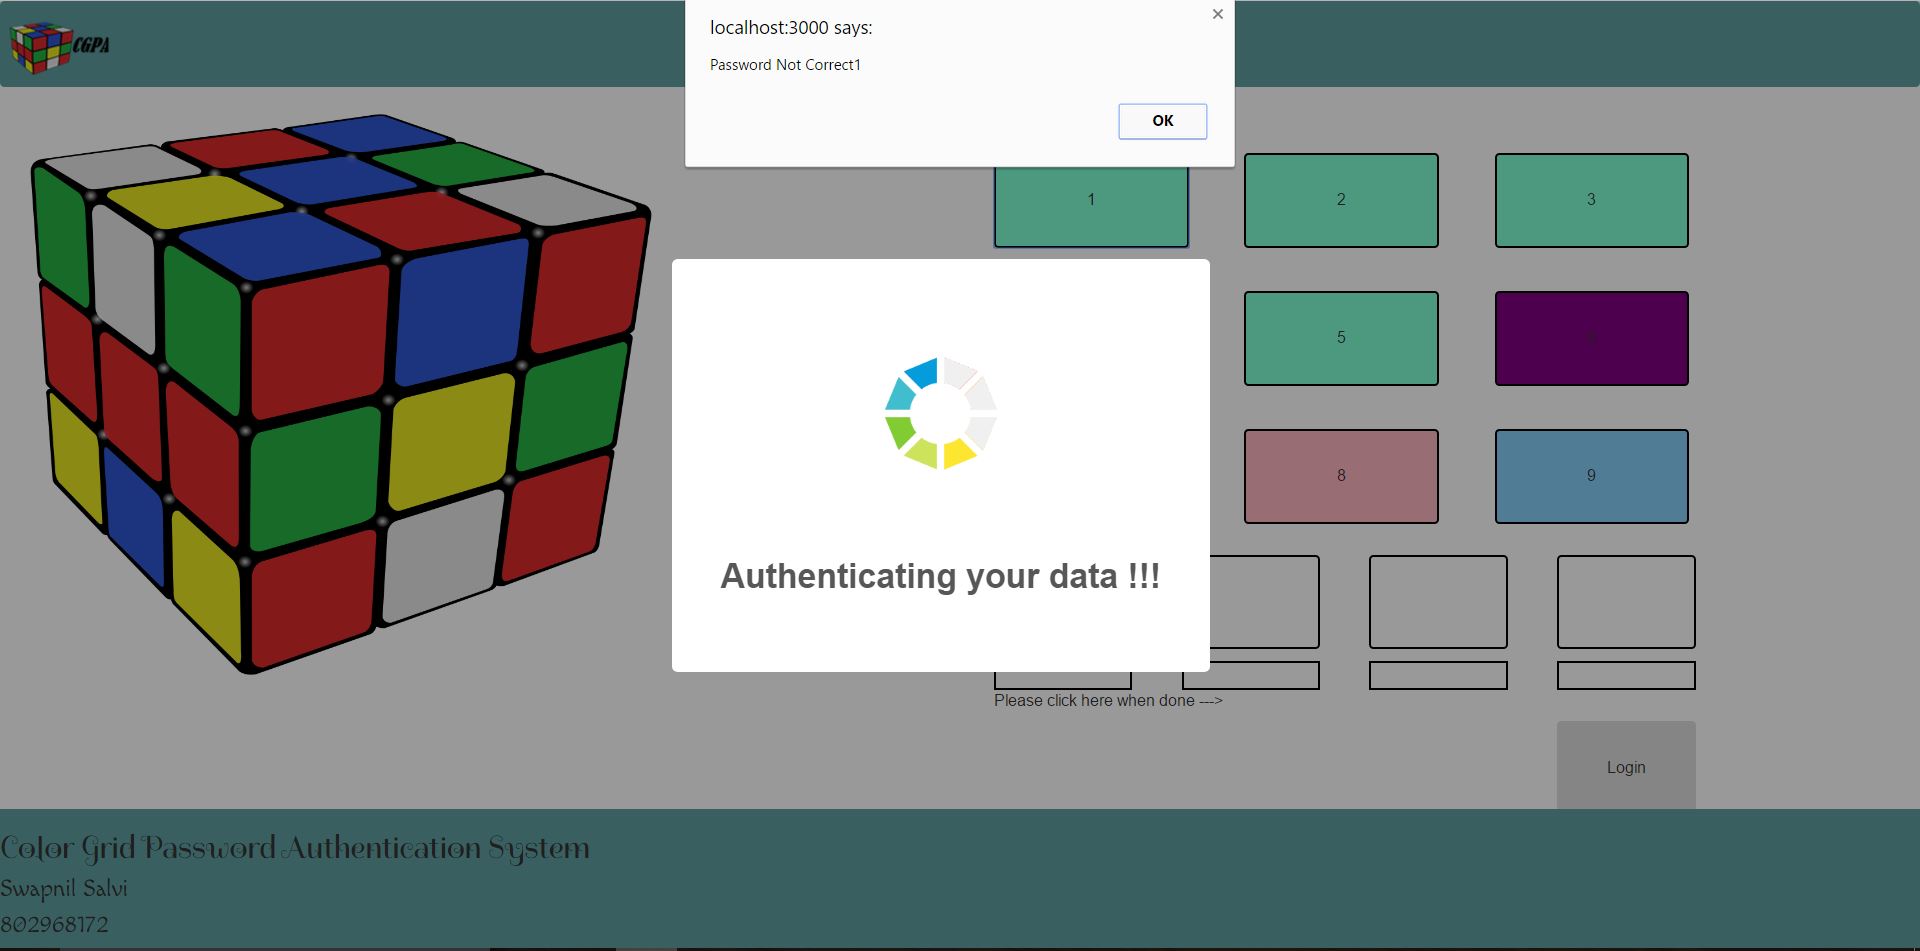 CGPA
localhost:3000 says:
Password Not Correct1
OK
1
2
3
5
6
8
9
Authenticating your data !!!
Please click here when done --->
Login
Color Grid Password Authentication System
Swapnil Salvi
802968172